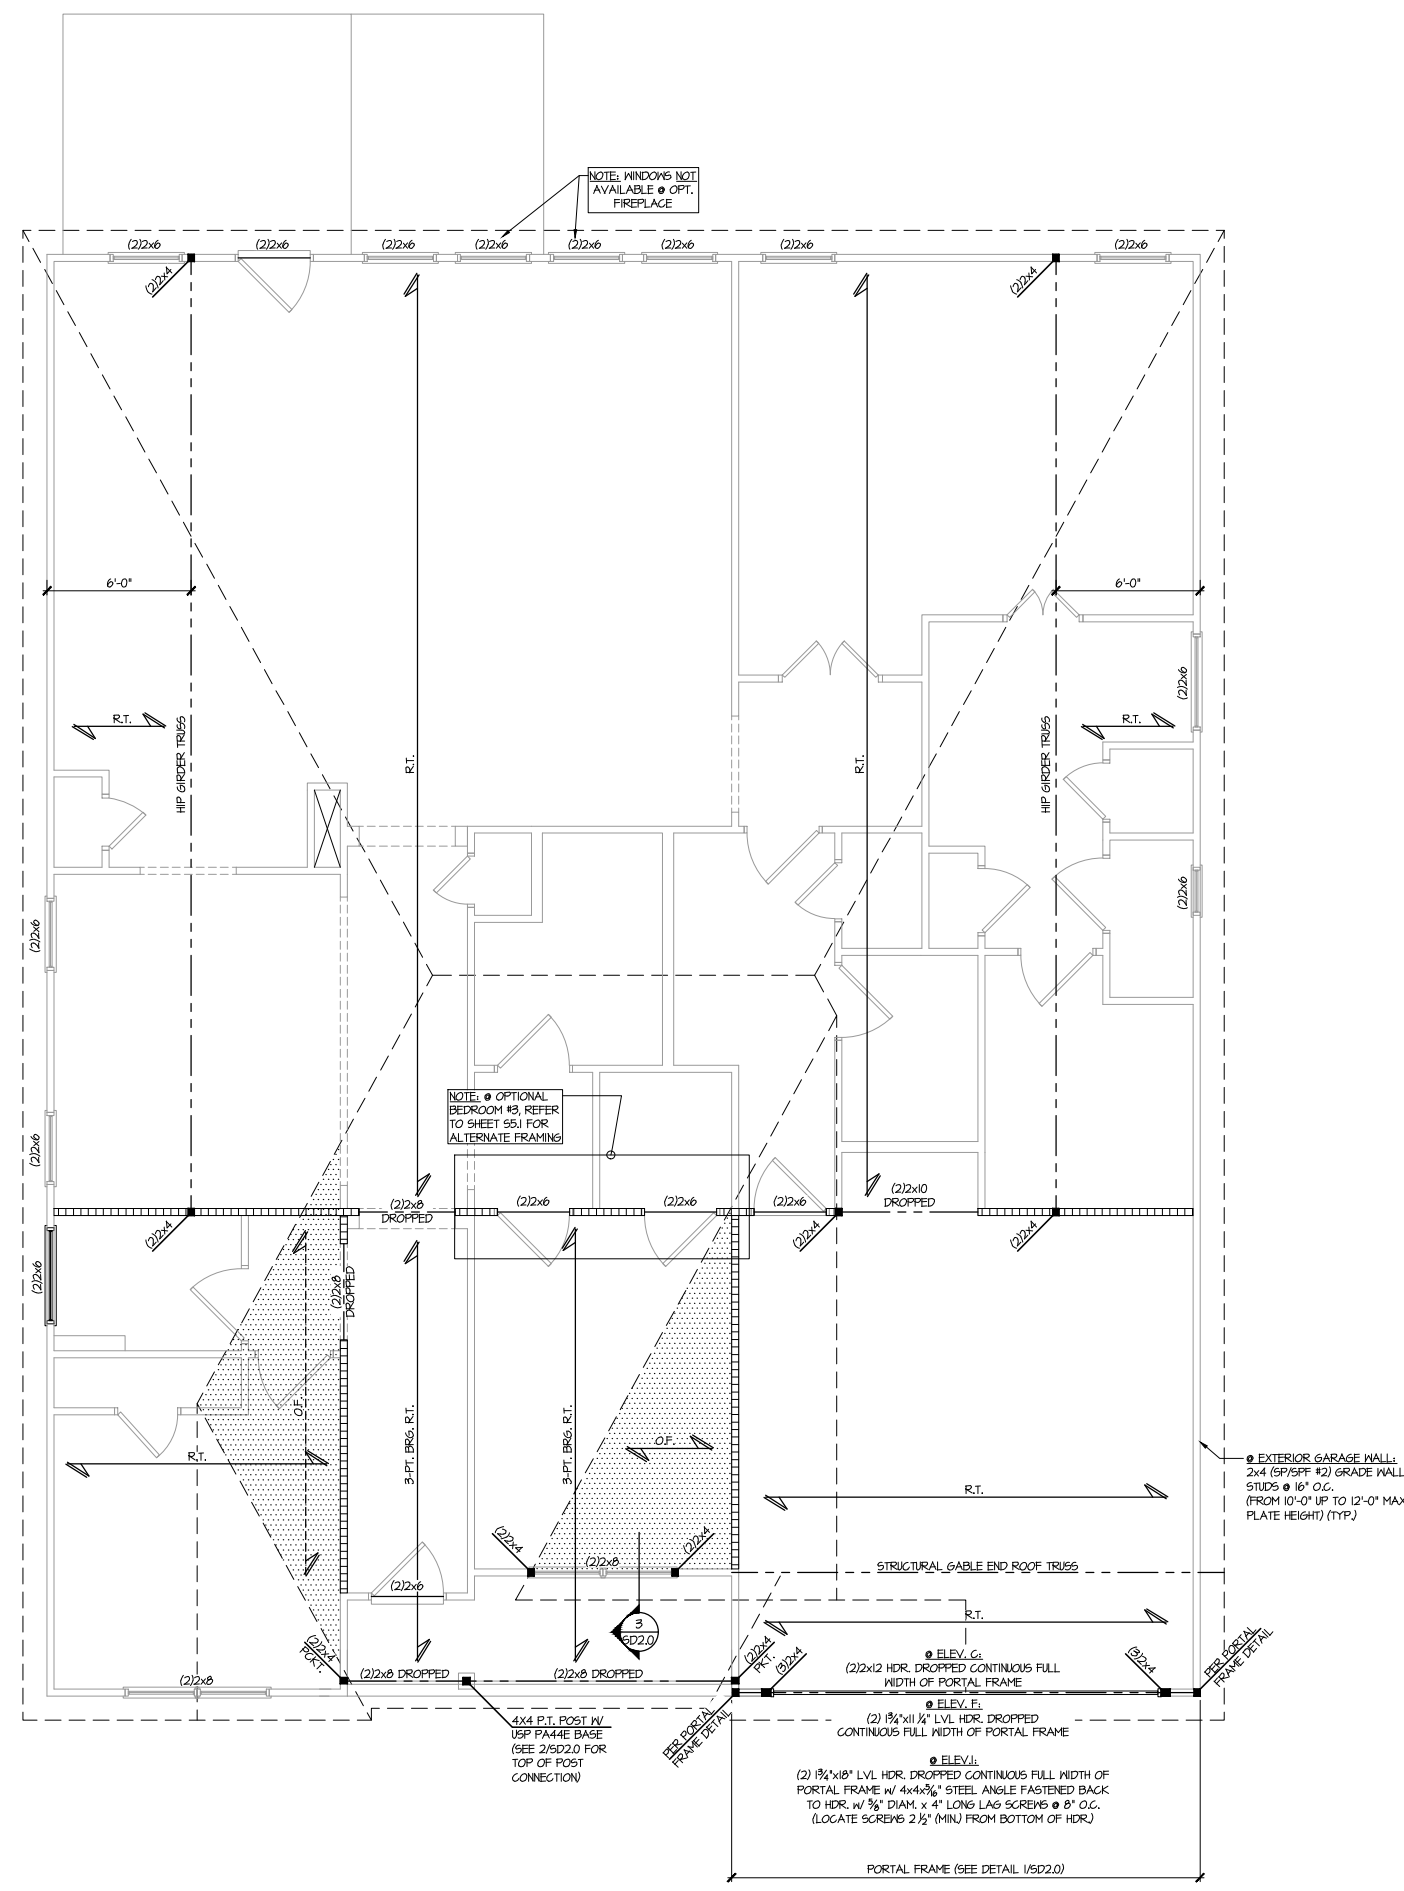 NOTE: WINDOWS NOT
AVAILABLE @ OPT.
FIREPLACE
(2)2x6
(2)2x6
(2)2x6
(2)2x6
(2)2x6
(2)2x6
(2)2x6
(2)2x6
(2)2x4
(2)2x4
6'-0"
6'-0"
R.T.
HIP GIRDER TRUSS
R.T.
R.T.
HIP GIRDER TRUSS
R.T.
(2)2x6
(2)2x6
(2)2x6
(2)2x6
NOTE: @ OPTIONAL
BEDROOM #3, REFER
TO SHEET S5.1 FOR
ALTERNATE FRAMING
(2)2x8
DROPPED
(2)2x6
(2)2x6
(2)2x6
(2)2x10
DROPPED
(2)2x4
(2)2x4
(2)2x4
(2)2x6
(2)2x8
DROPPED
O.F.
R.T.
3-PT. BRG. R.T.
3-PT. BRG. R.T.
O.F.
R.T.
@ EXTERIOR GARAGE WALL:
2x4 (SP/SPF #2) GRADE WALL
STUDS @ 16" O.C.
(FROM 10'-0" UP TO 12'-0" MAX
PLATE HEIGHT) (TYP.)
(2)2x4
(2)2x8
(2)2x4
STRUCTURAL GABLE END ROOF TRUSS
(2)2x6
R.T.
3
SD2.0
(2)2x4
PCKT.
(2)2x8 DROPPED
(2)2x8 DROPPED
(2)2x4
PKT.
(3)2x4
@ ELEV. C:
(2)2x12 HDR. DROPPED CONTINUOUS FULL
WIDTH OF PORTAL FRAME
(3)2x4
PER PORTAL
FRAME DETAIL
(2)2x8
4X4 P.T. POST W/
USP PA44E BASE
(SEE 2/SD2.0 FOR
TOP OF POST
CONNECTION)
PER PORTAL
FRAME DETAIL
@ ELEV. F:
(2) 1¾"x11 ¼" LVL HDR. DROPPED
CONTINUOUS FULL WIDTH OF PORTAL FRAME
@ ELEV.I:
(2) 1¾"x18" LVL HDR. DROPPED CONTINUOUS FULL WIDTH OF
PORTAL FRAME w/ 4x4x5/16" STEEL ANGLE FASTENED BACK
TO HDR. w/ ⅝" DIAM. x 4" LONG LAG SCREWS @ 8" O.C.
(LOCATE SCREWS 2 ½" (MIN.) FROM BOTTOM OF HDR.)
PORTAL FRAME (SEE DETAIL 1/SD2.0)